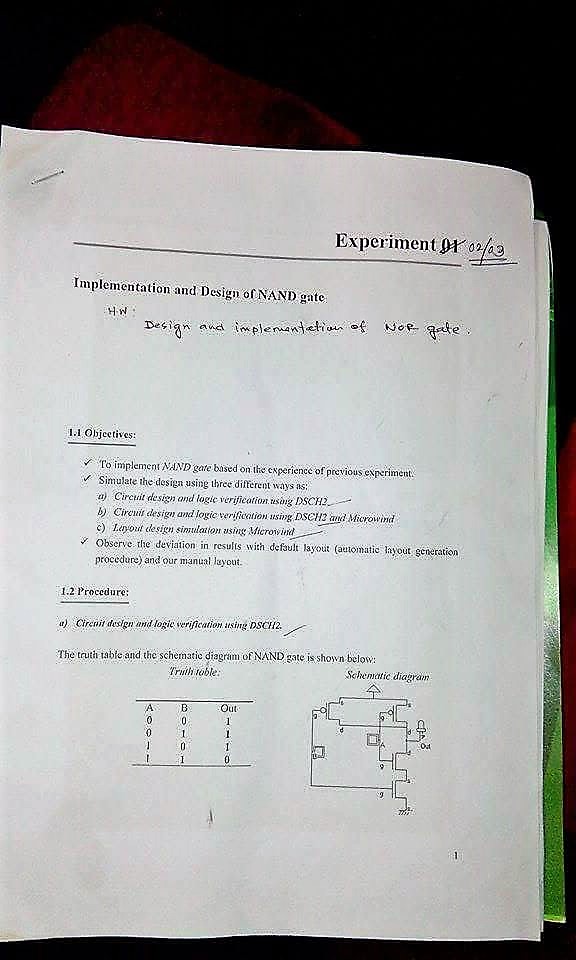 Experiment 01 02/03
Implementation and Design of NAND gate
HW:
Design and implementation of NOR gate.
1.1 Objectives:
✓ To implement NAND gate based on the experience of previous experiment.
✓ Simulate the design using three different ways as:
a) Circuit design and logic verification using DSCH2
b) Circuit design and logic verification using DSCH2 and Microwind
c) Layout design simulation using Microwind
✓ Observe the deviation in results with default layout (automatic layout generation
procedure) and our manual layout.
1.2 Procedure:
a) Circuit design and logic verification using DSCH2.
The truth table and the schematic diagram of NAND gate is shown below:
Truth table:
A B Out
0 0 1
0 1 1
1 0 1
1 1 0
Schematic diagram
s s
g g
d d
B A Out
d
g
s
g
s
1